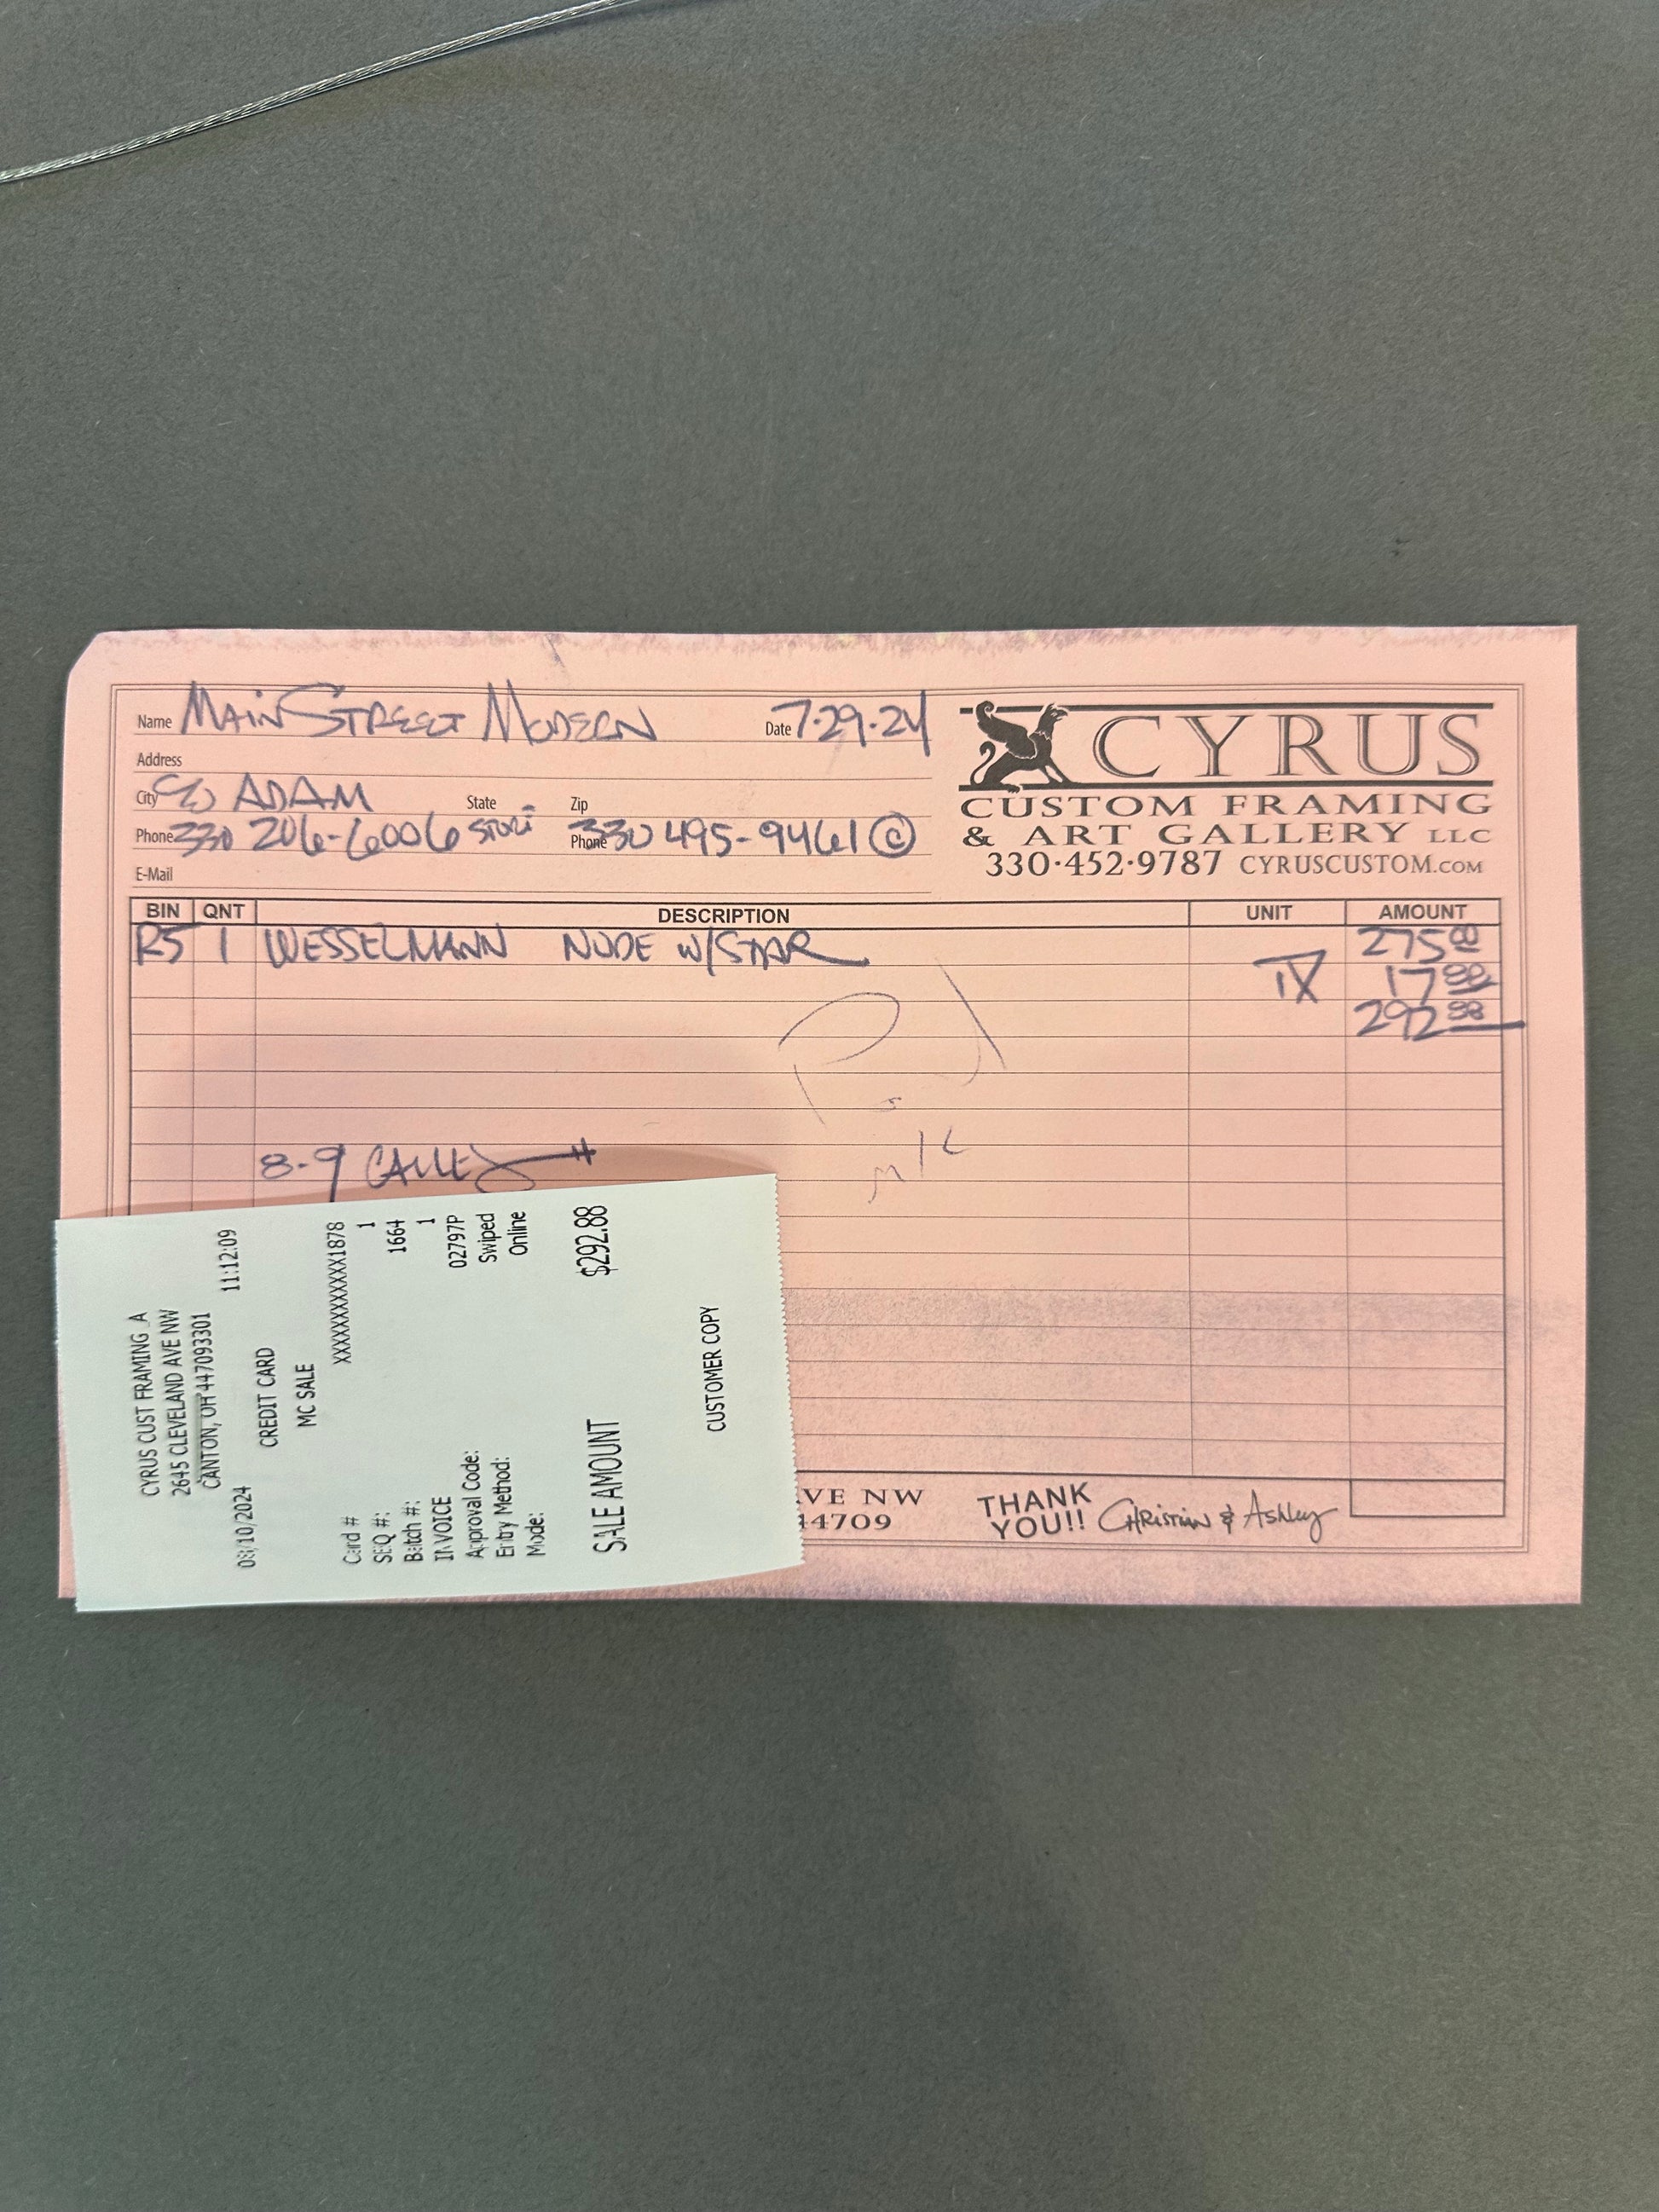 Name MAIN STREET MODERN Date 7-29-24
Address
City c/o ADAM State Zip
Phone 330 206-6006 STORE Phone 330 495-9461 ©
E-Mail
CYRUS
CUSTOM FRAMING
& ART GALLERY LLC
330·452·9787 CYRUSCUSTOM.COM
BIN QNT DESCRIPTION UNIT AMOUNT
R5 1 WESSELMANN NUDE W/STAR 275 00
TX 17 88
292 88
Pd
8-9 CALLED
VE NW
44709
THANK
YOU!! Christian & Ashley
CYRUS CUST FRAMING A
2645 CLEVELAND AVE NW
CANTON, OH 447093301
08/10/2024 11:12:09
CREDIT CARD
MC SALE
Card # XXXXXXXXXXXX1878
SEQ #: 1
Batch #: 1664
INVOICE 1
Approval Code: 02797P
Entry Method: Swiped
Mode: Online
SALE AMOUNT $292.88
CUSTOMER COPY